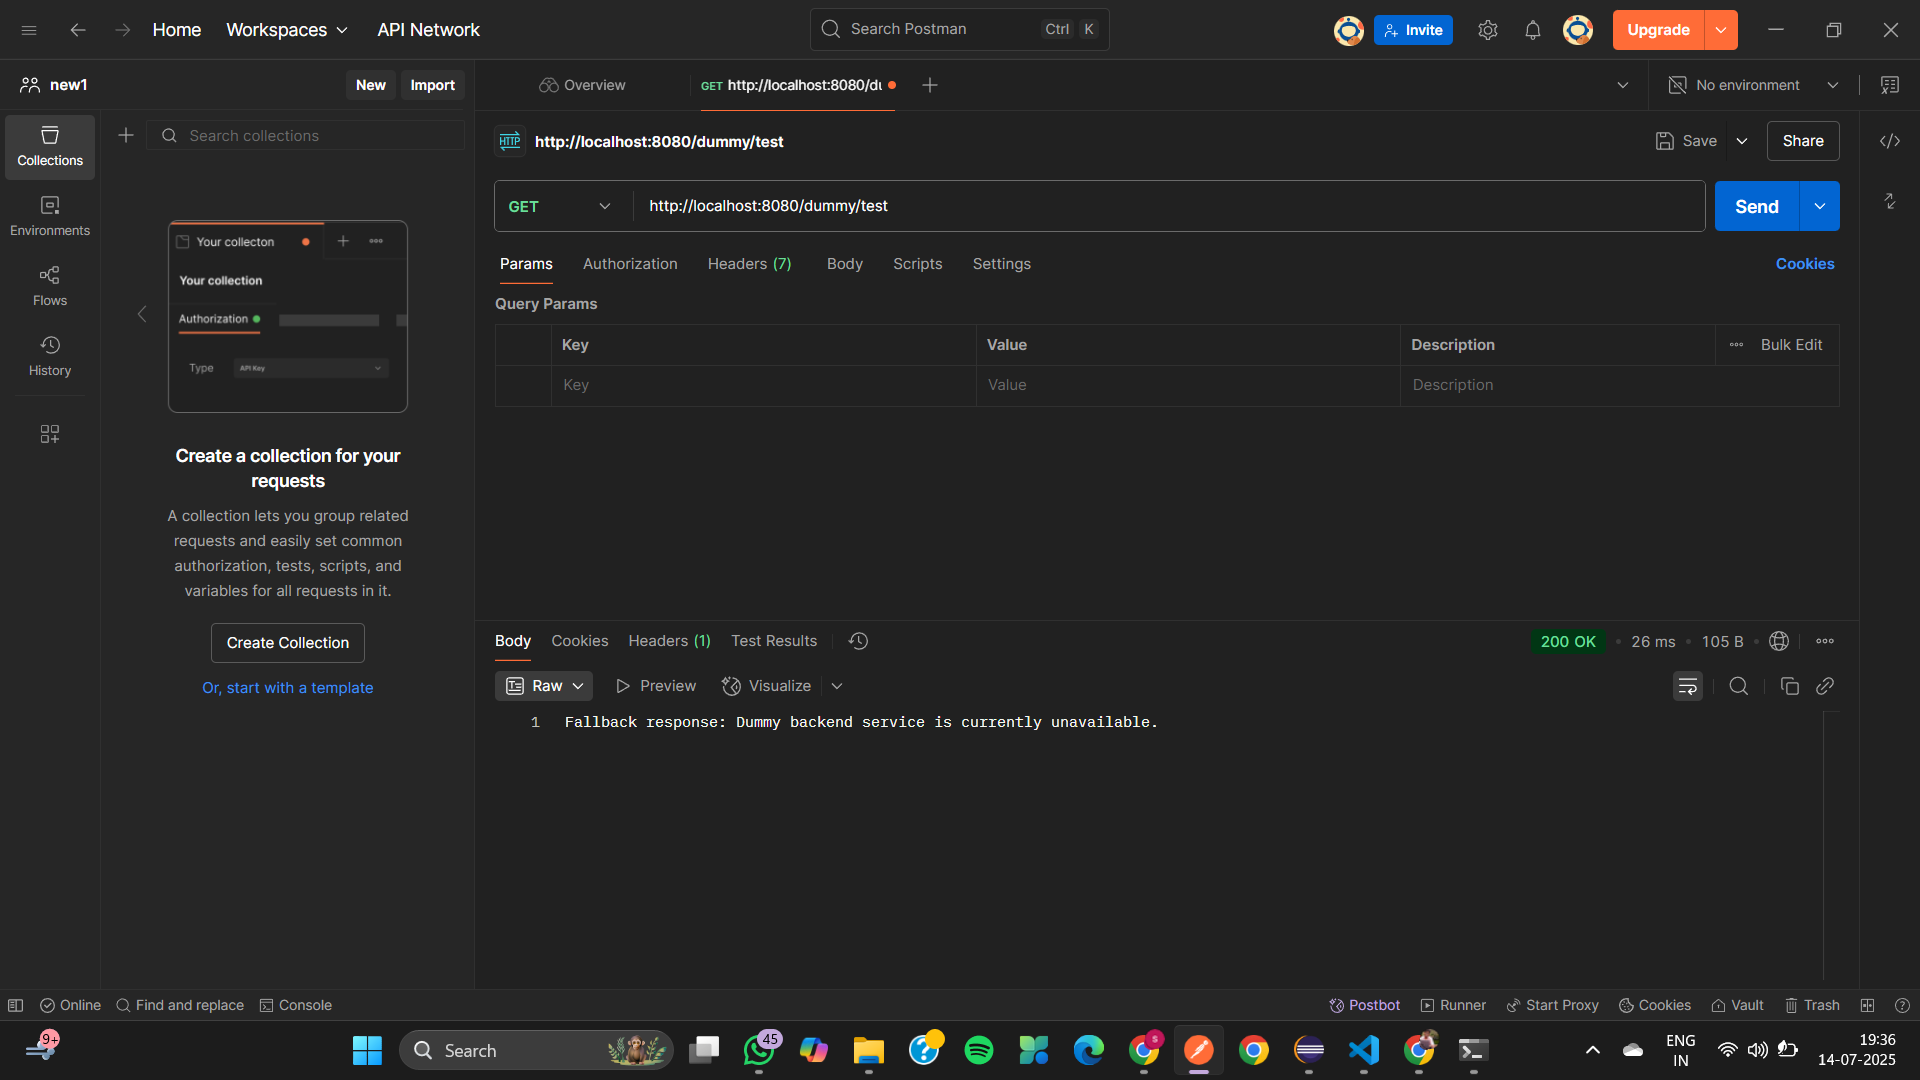 Home
Workspaces
API Network
Search Postman
Ctrl K
Invite
Upgrade
new1
New
Import
Overview
GET http://localhost:8080/du
No environment
Collections
Environments
Flows
History
Search collections
Your collecton
Your collection
Authorization
Type
API Key
Create a collection for your
requests
A collection lets you group related
requests and easily set common
authorization, tests, scripts, and
variables for all requests in it.
Create Collection
Or, start with a template
HTTP http://localhost:8080/dummy/test
Save
Share
GET http://localhost:8080/dummy/test
Send
Params Authorization Headers (7) Body Scripts Settings
Cookies
Query Params
Key Value Description Bulk Edit
Key Value Description
Body Cookies Headers (1) Test Results
200 OK • 26 ms • 105 B
Raw Preview Visualize
1 Fallback response: Dummy backend service is currently unavailable.
Online Find and replace Console
Postbot Runner Start Proxy Cookies Vault Trash
9+
Search
45
S
ENG
IN
19:36
14-07-2025